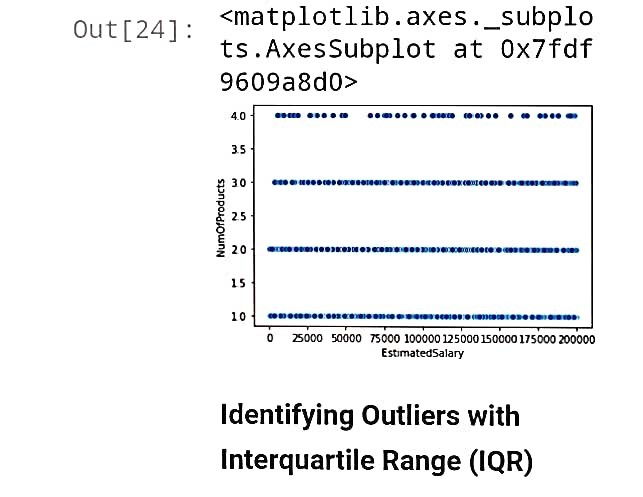 Out[24]:
<matplotlib.axes._subplo
ts.AxesSubplot at 0x7fdf
9609a8d0>
4.0
3.5
3.0
2.5
2.0
1.5
1.0
NumOfProducts
0 25000 50000 75000 100000 125000 150000 175000 200000
EstimatedSalary
Identifying Outliers with
Interquartile Range (IQR)